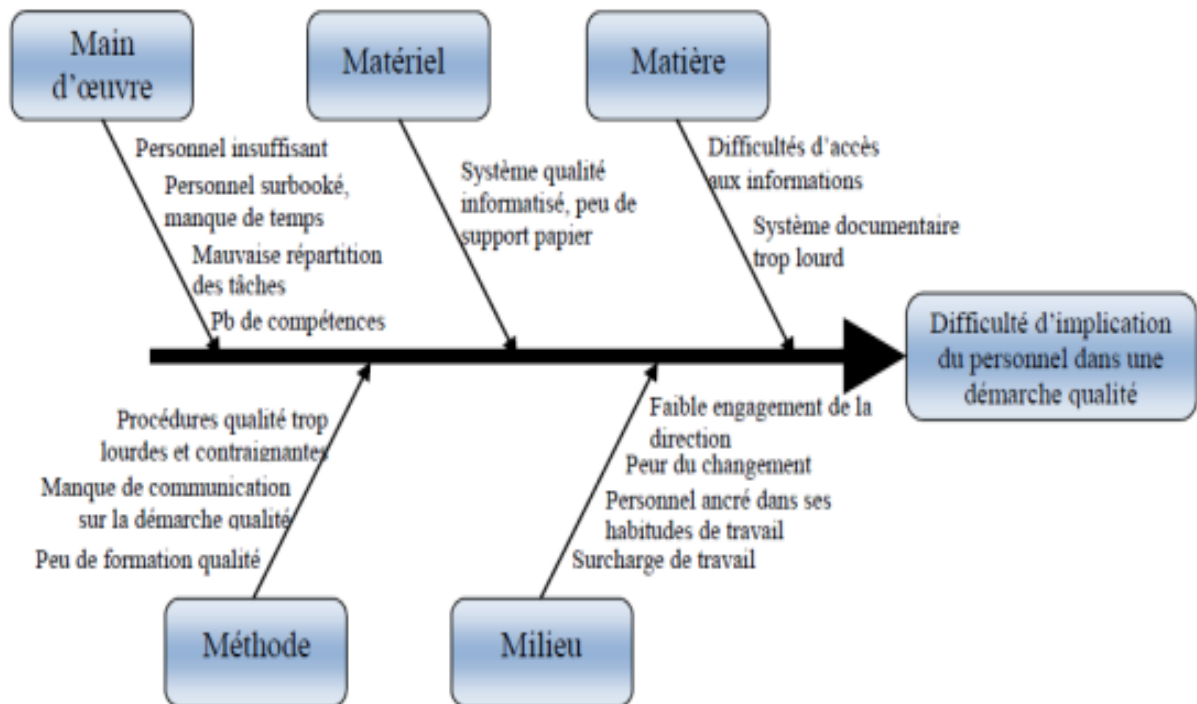 Main
d'œuvre
Matériel
Matière
Personnel insuffisant
Personnel surbooké,
manque de temps
Mauvaise répartition
des tâches
Pb de compétences
Système qualité
informatisé, peu de
support papier
Difficultés d'accès
aux informations
Système documentaire
trop lourd
Difficulté d'implication
du personnel dans une
démarche qualité
Procédures qualité trop
lourdes et contraignantes
Manque de communication
sur la démarche qualité
Peu de formation qualité
Faible engagement de la
direction
Peur du changement
Personnel ancré dans ses
habitudes de travail
Surcharge de travail
Méthode
Milieu